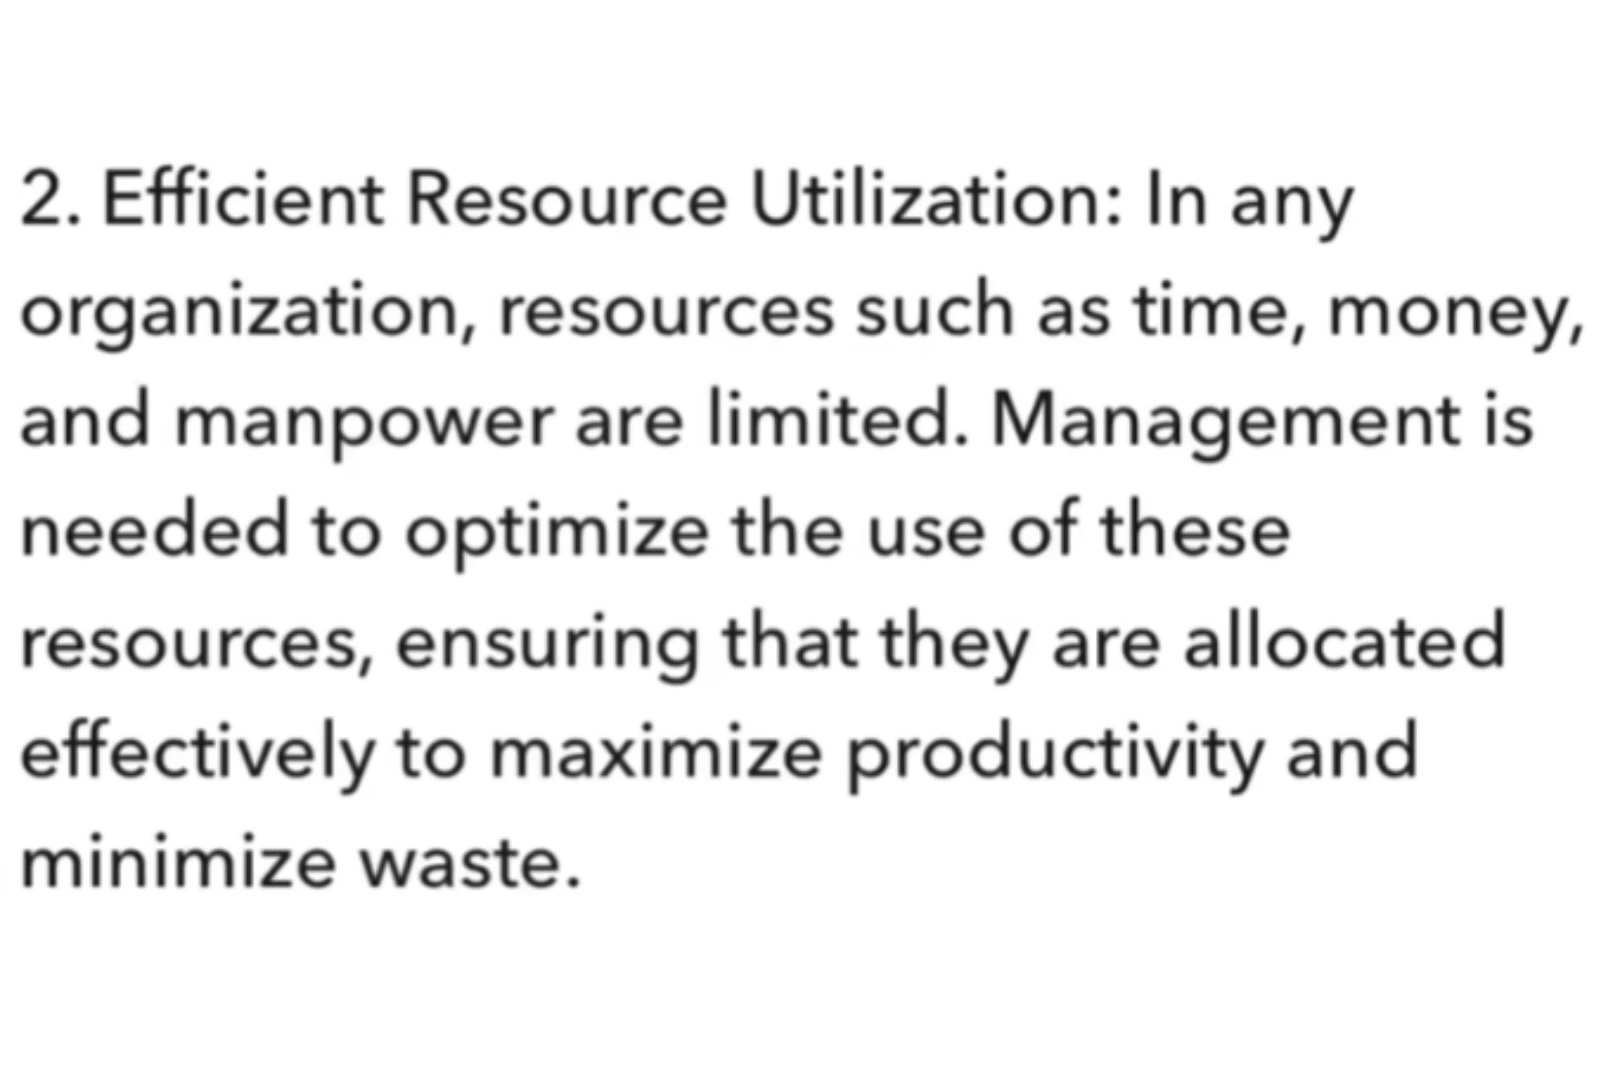 2. Efficient Resource Utilization: In any
organization, resources such as time, money,
and manpower are limited. Management is
needed to optimize the use of these
resources, ensuring that they are allocated
effectively to maximize productivity and
minimize waste.